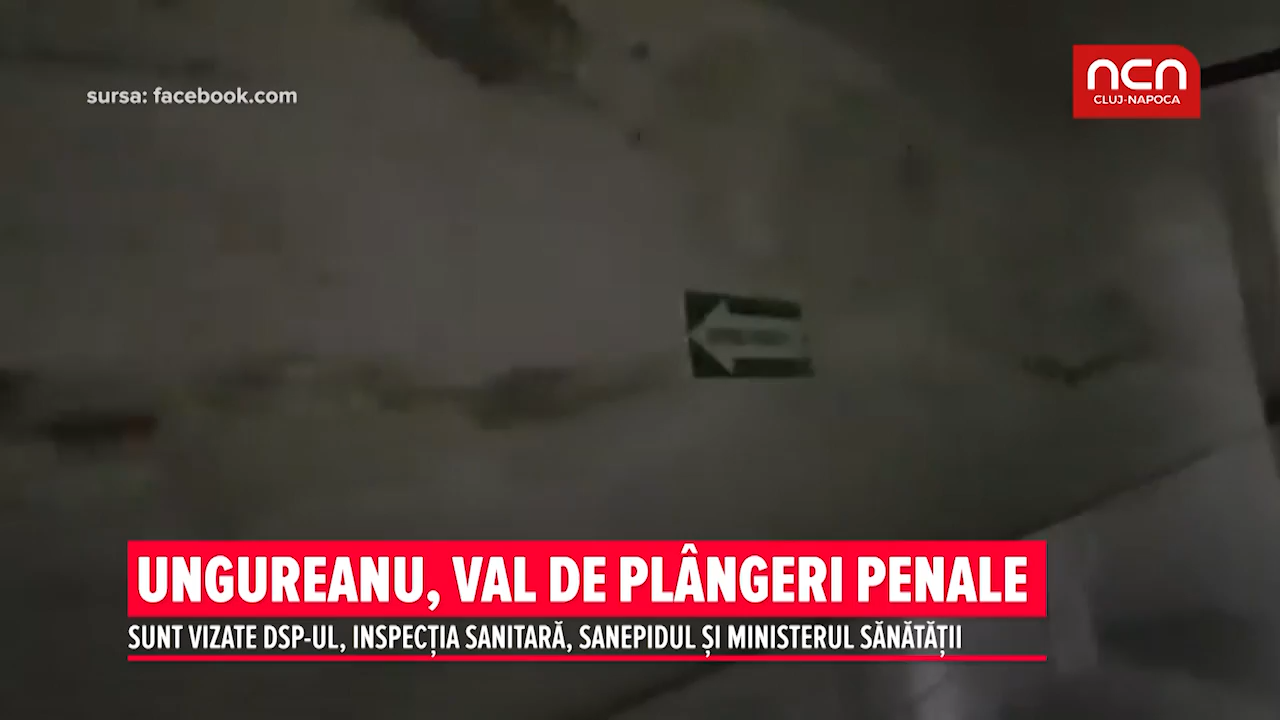 sursa: facebook.com
ncn
CLUJ-NAPOCA
UNGUREANU, VAL DE PLÂNGERI PENALE
SUNT VIZATE DSP-UL, INSPECȚIA SANITARĂ, SANEPIDUL ȘI MINISTERUL SĂNĂTĂȚII